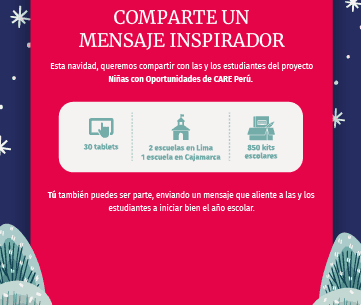 COMPARTE UN
MENSAJE INSPIRADOR
Esta navidad, queremos compartir con las y los estudiantes del proyecto
Niñas con Oportunidades de CARE Perú.
30 tablets
2 escuelas en Lima
1 escuela en Cajamarca
850 kits
escolares
Tú también puedes ser parte, enviando un mensaje que aliente a las y los
estudiantes a iniciar bien el año escolar.